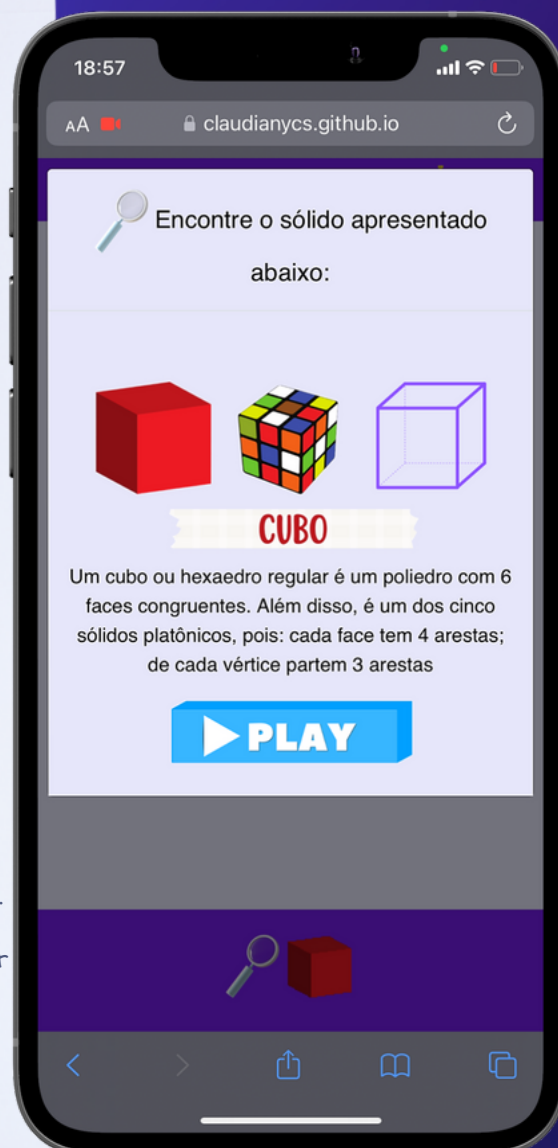 18:57
AA claudianycs.github.io
Encontre o sólido apresentado
abaixo:
CUBO
Um cubo ou hexaedro regular é um poliedro com 6
faces congruentes. Além disso, é um dos cinco
sólidos platônicos, pois: cada face tem 4 arestas;
de cada vértice partem 3 arestas
PLAY